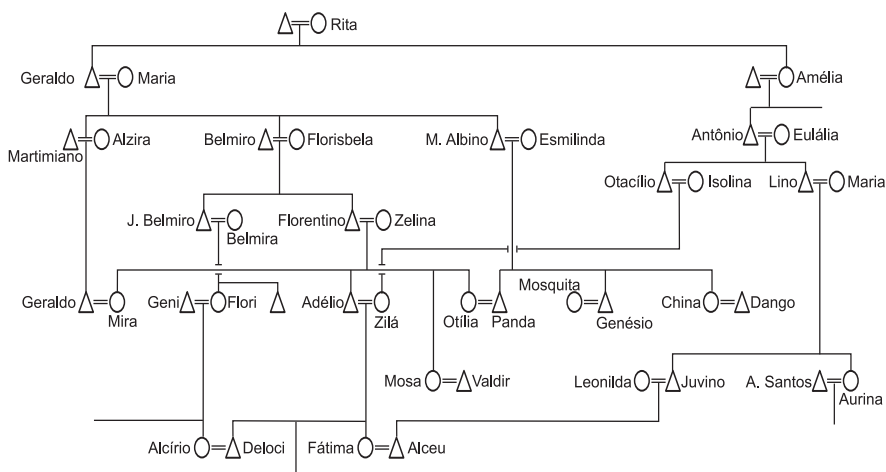 Rita
Geraldo Maria Amélia
Martimiano Alzira Belmiro Florisbela M. Albino Esmilinda Antônio Eulália
Otacílio Isolina Lino Maria
J. Belmiro Belmira Florentino Zelina
Mosquita
Geraldo Mira Geni Flori Adélio Zilá Otília Panda Genésio China Dango
Mosa Valdir Leonilda Juvino A. Santos Aurina
Alcírio Deloci Fátima Alceu